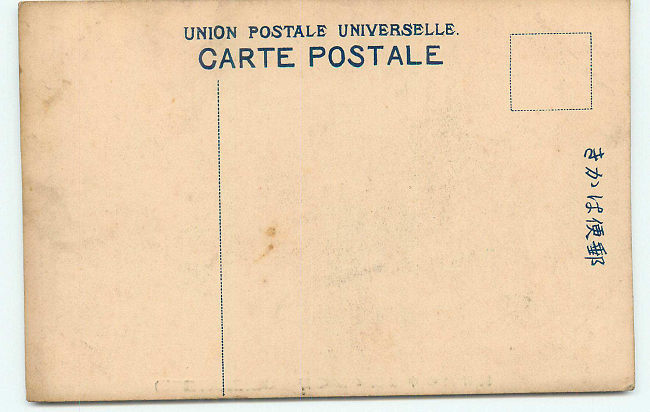 UNION POSTALE UNIVERSELLE.
CARTE POSTALE
きかは便郵